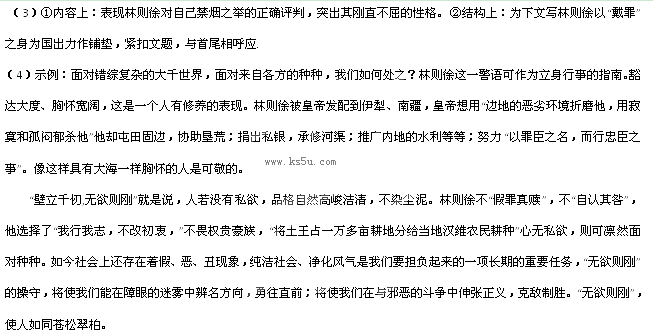 （3）①内容上：表现林则徐对自己禁烟之举的正确评判，突出其刚直不屈的性格。②结构上：为下文写林则徐以“戴罪”
之身为国出力作铺垫，紧扣文题，与首尾相呼应.
（4）示例：面对错综复杂的大千世界，面对来自各方的种种，我们如何处之？林则徐这一警语可作为立身行事的指南。豁
达大度、胸怀宽阔，这是一个人有修养的表现。林则徐被皇帝发配到伊犁、南疆，皇帝想用“边地的恶劣环境折磨他，用寂
寞和孤闷郁杀他”他却屯田固边，协助垦荒；捐出私银，承修河渠；推广内地的水利等等；努力“以罪臣之名，而行忠臣之
事”。像这样具有大海一样胸怀的人是可敬的。
www.ks5u.com
“壁立千切,无欲则刚”就是说，人若没有私欲，品格自然高峻洁清，不染尘泥。林则徐不“假罪真赎”，不“自认其咎”，
他选择了“我行我志，不改初衷，”不畏权贵豪族，“将土王占一万多亩耕地分给当地汉维农民耕种”心无私欲，则可凛然面
对种种。如今社会上还存在着假、恶、丑现象，纯洁社会、净化风气是我们要担负起来的一项长期的重要任务，“无欲则刚”
的操守，将使我们能在障眼的迷雾中辨名方向，勇往直前；将使我们在与邪恶的斗争中伸张正义，克敌制胜。“无欲则刚”，
使人如同苍松翠拍。